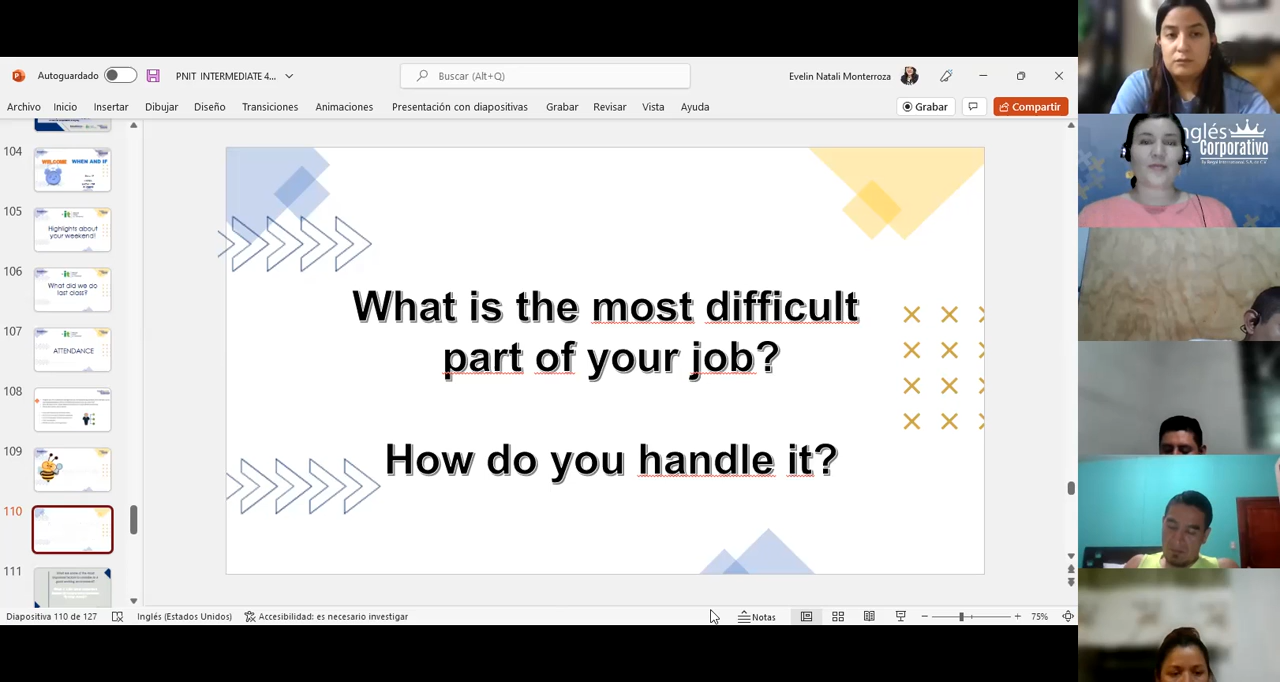 Autoguardado
PNIT INTERMEDIATE 4...
Buscar (Alt+Q)
Evelin Natali Monterroza
Archivo Inicio Insertar Dibujar Diseño Transiciones Animaciones Presentación con diapositivas Grabar Revisar Vista Ayuda
Grabar
Compartir
104
WELCOME WHEN AND IF
105
Highlights about
your weekend!
106
What did we do
last class?
107
ATTENDANCE
108
109
110
111
What is the most difficult
part of your job?
How do you handle it?
Diapositiva 110 de 127
Inglés (Estados Unidos)
Accesibilidad: es necesario investigar
Notas
75%
Inglés
Corporativo